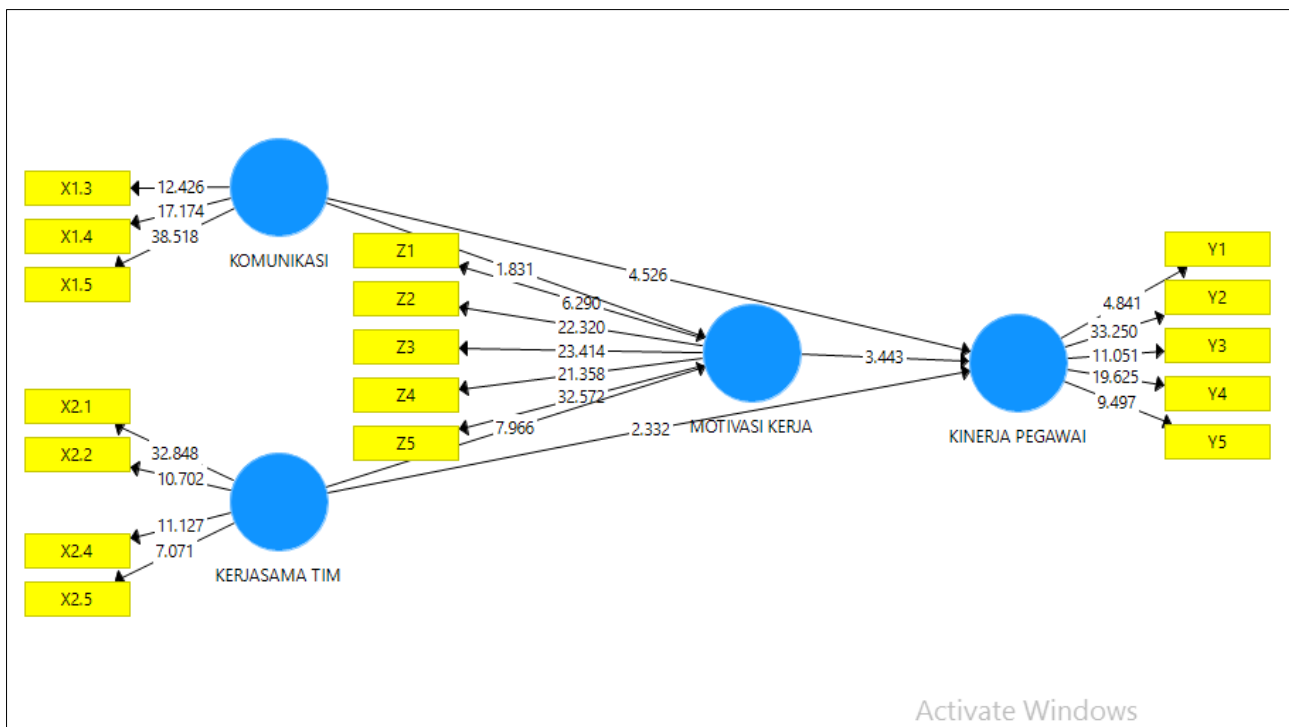 X1.3
X1.4
X1.5
12.426
17.174
38.518
KOMUNIKASI
X2.1
X2.2
X2.4
X2.5
32.848
10.702
11.127
7.071
KERJASAMA TIM
Z1
Z2
Z3
Z4
Z5
1.831
6.290
22.320
23.414
21.358
32.572
7.966
MOTIVASI KERJA
4.526
3.443
2.332
KINERJA PEGAWAI
4.841
33.250
11.051
19.625
9.497
Y1
Y2
Y3
Y4
Y5
Activate Windows